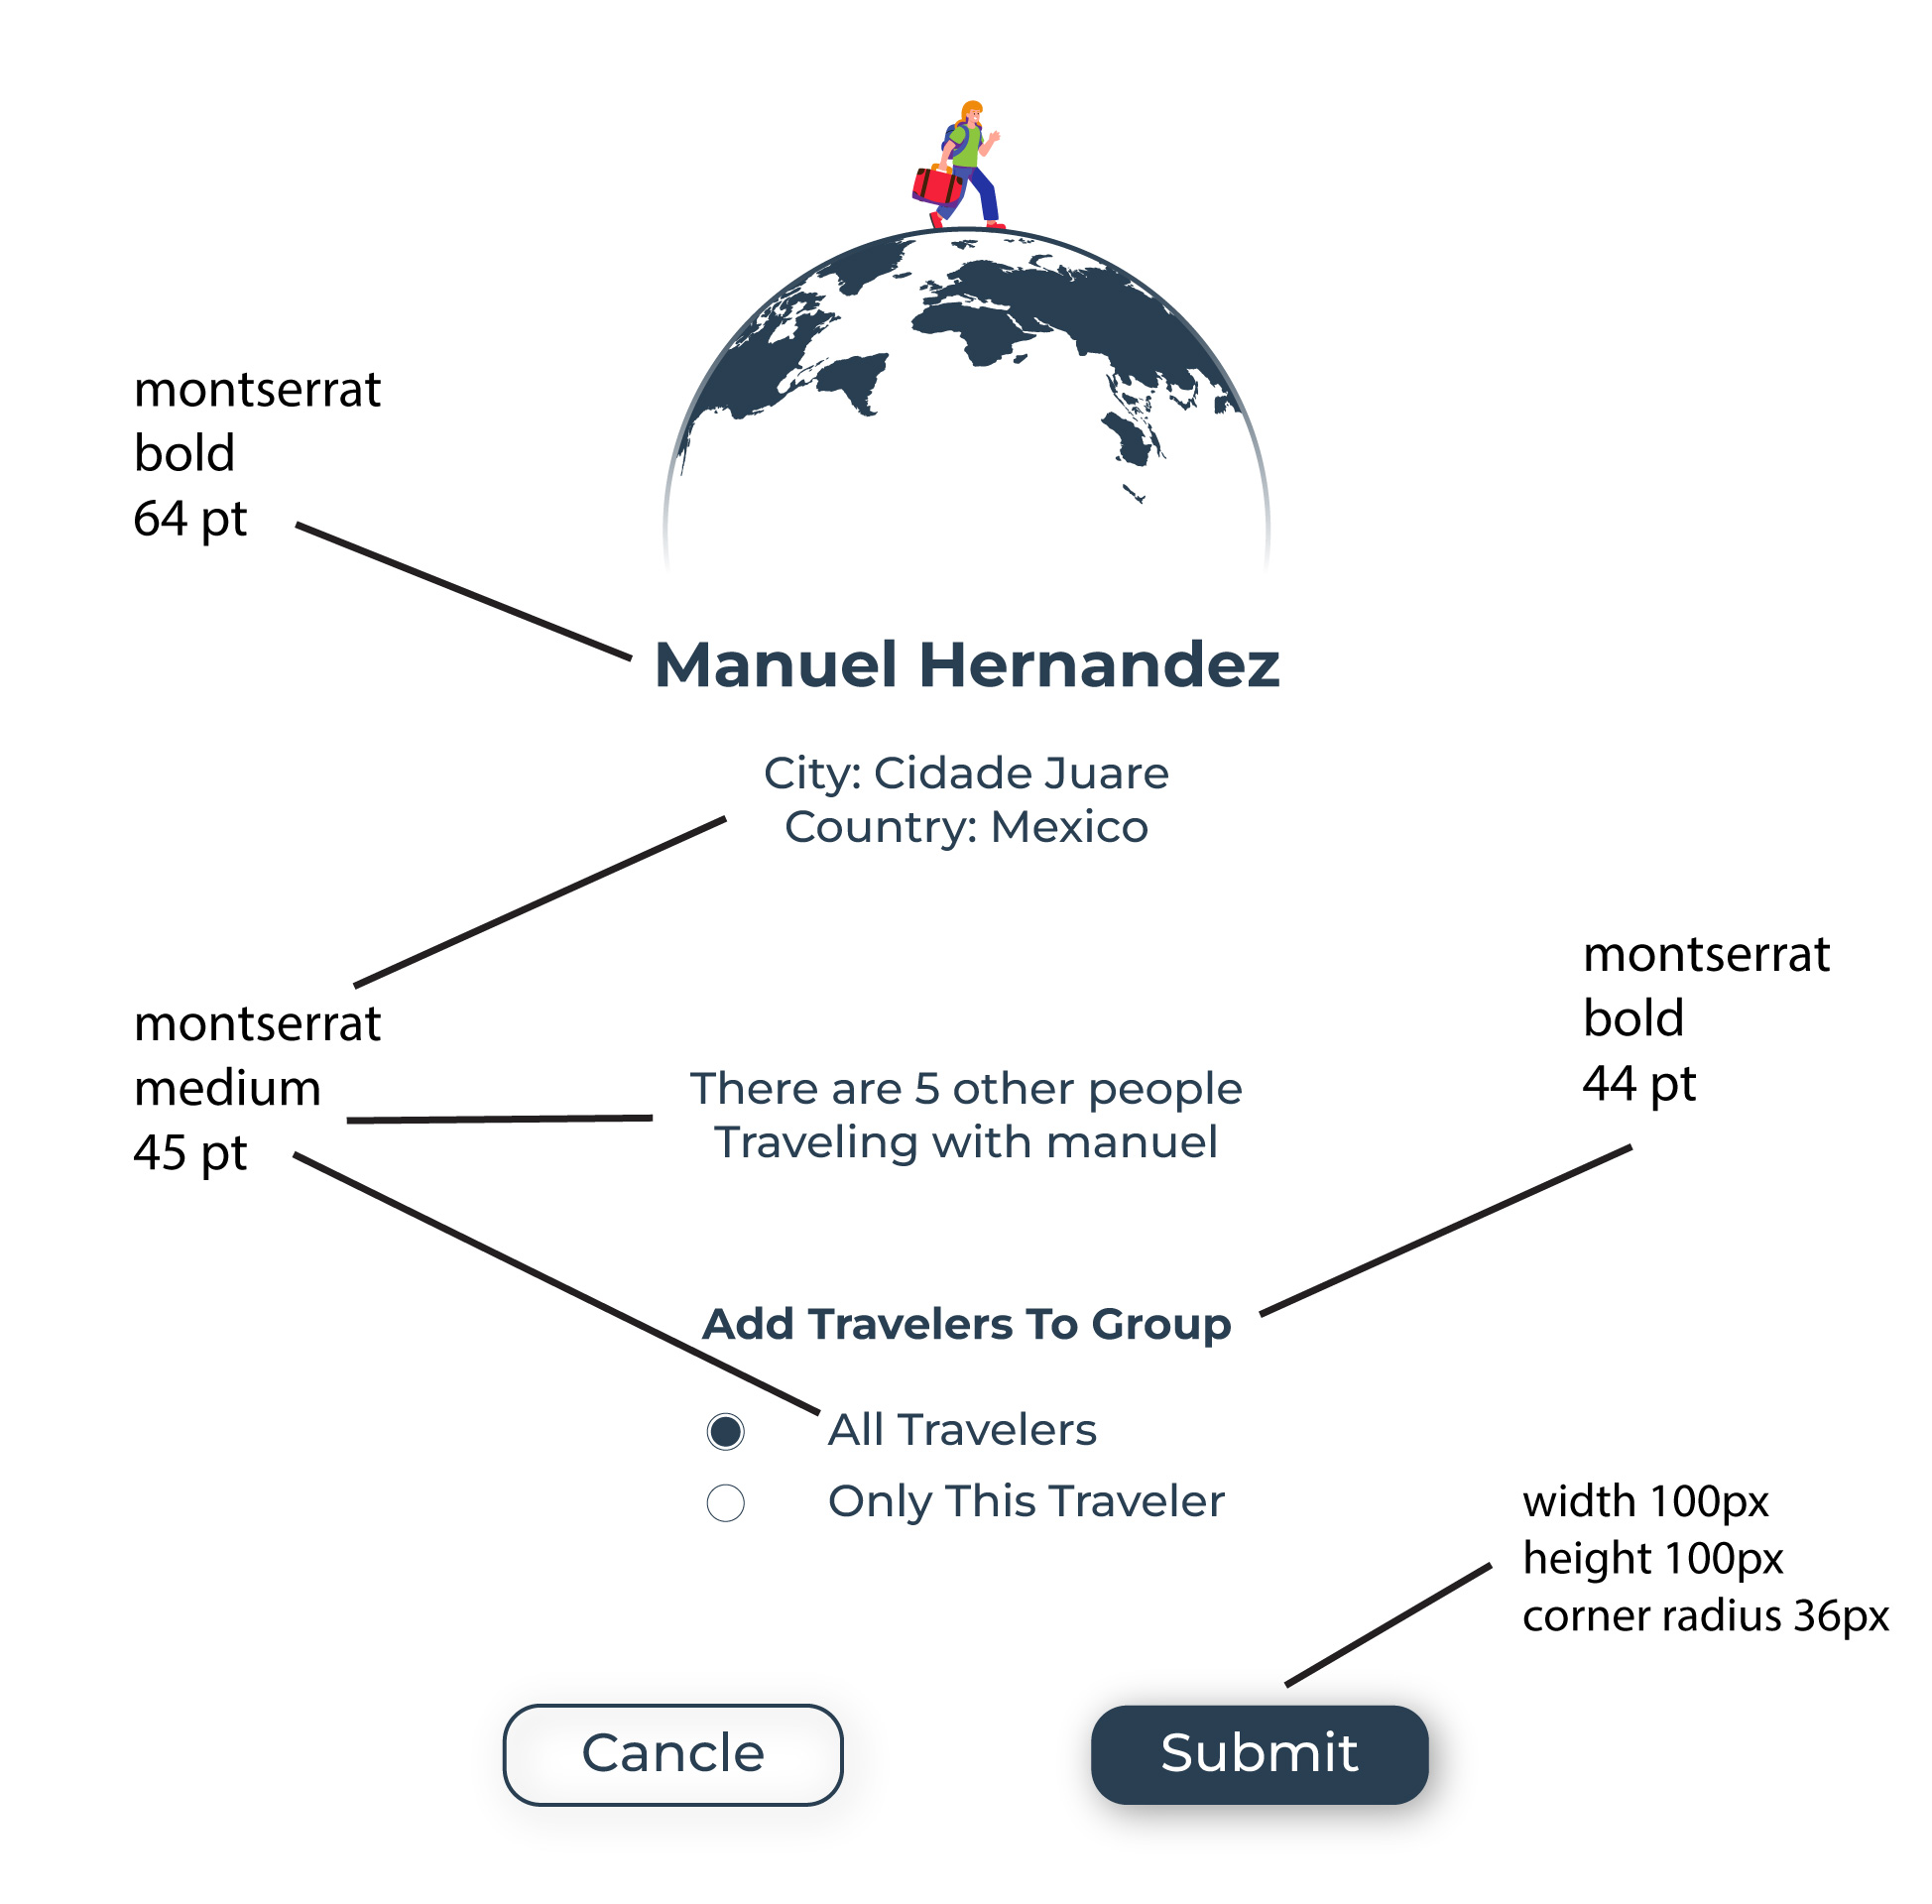 montserrat
bold
64 pt
Manuel Hernandez
City: Cidade Juare
Country: Mexico
montserrat
medium
45 pt
There are 5 other people
Traveling with manuel
montserrat
bold
44 pt
Add Travelers To Group
All Travelers
Only This Traveler
width 100px
height 100px
corner radius 36px
Cancle
Submit